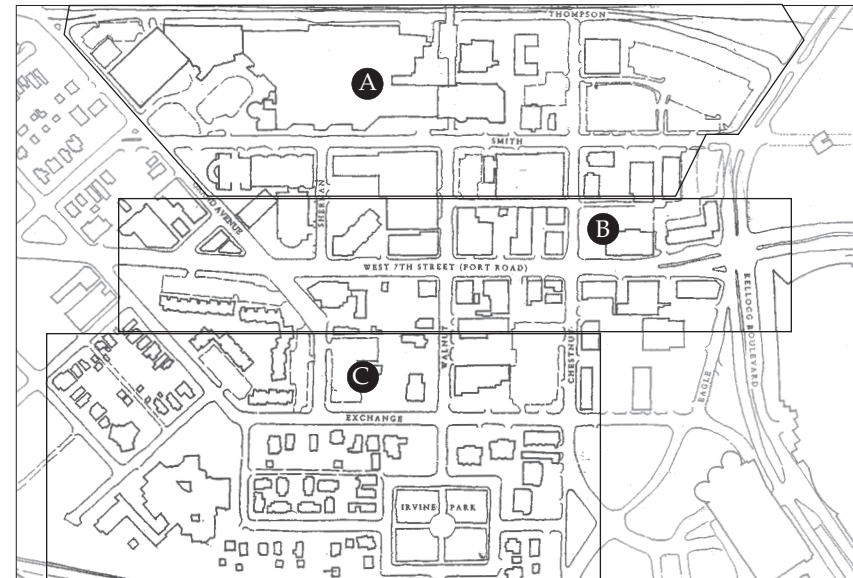 THOMPSON
A
SMITH
SHERMAN
GRAND AVENUE
B
WEST 7TH STREET (FORT ROAD)
KELLOGG BOULEVARD
WALNUT
CHESTNUT
C
EAGLE
EXCHANGE
IRVINE PARK